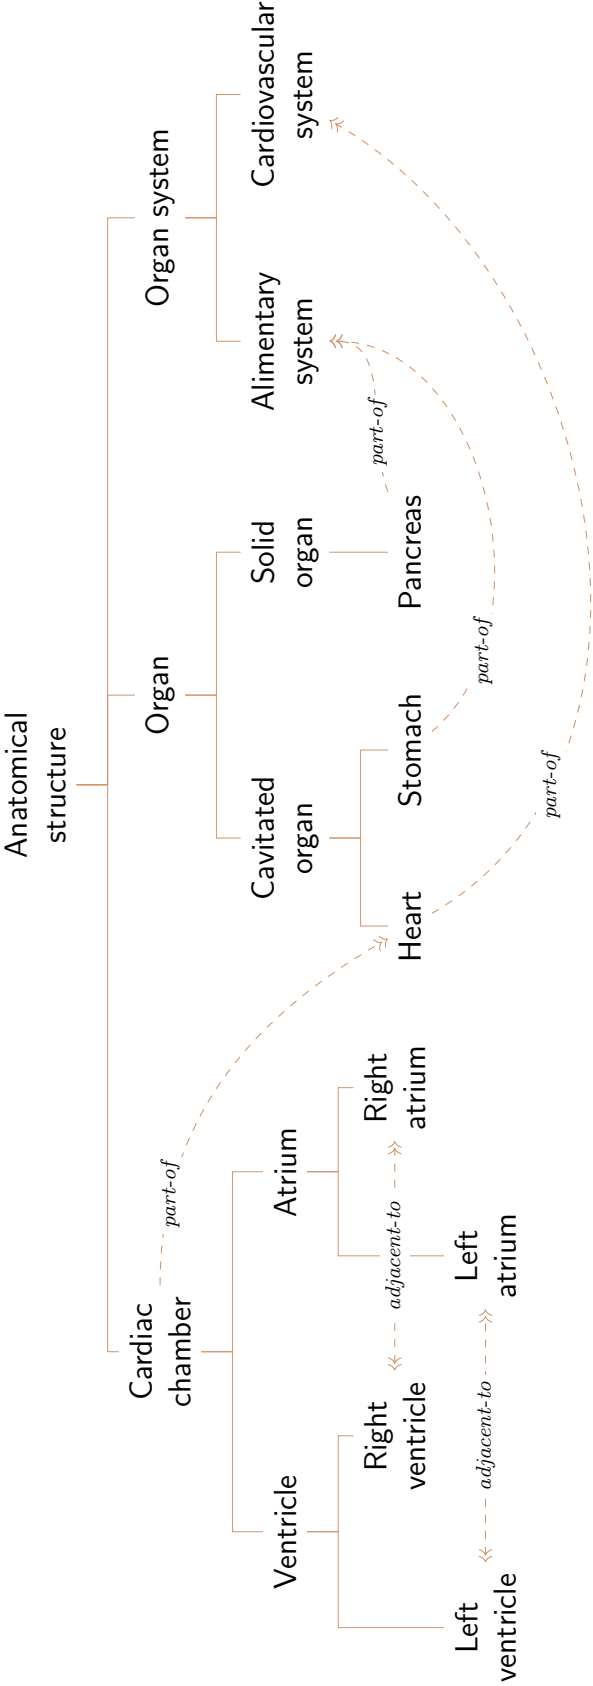 Anatomical
structure
Cardiac
chamber
part-of
Organ
Organ system
Ventricle
Atrium
Cavitated
organ
Solid
organ
Alimentary
system
Cardiovascular
system
Right
ventricle
adjacent-to
Right
atrium
Heart
Stomach
Pancreas
part-of
Left
ventricle
adjacent-to
Left
atrium
part-of
part-of